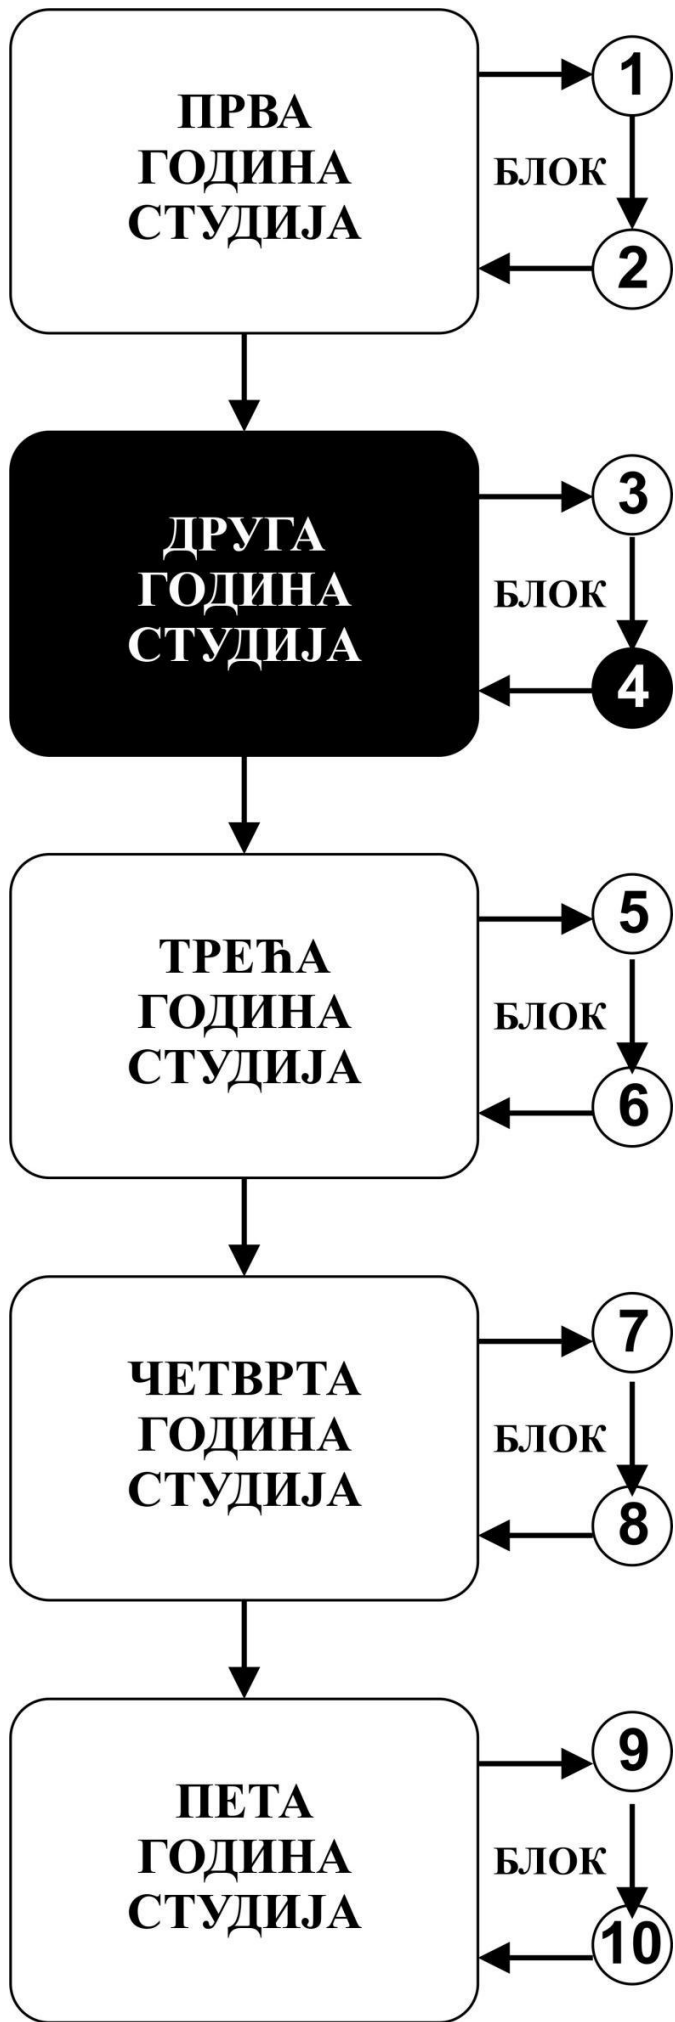 ПРВА
ГОДИНА
СТУДИЈА
1
БЛОК
2
ДРУГА
ГОДИНА
СТУДИЈА
3
БЛОК
4
ТРЕЋА
ГОДИНА
СТУДИЈА
5
БЛОК
6
ЧЕТВРТА
ГОДИНА
СТУДИЈА
7
БЛОК
8
ПЕТА
ГОДИНА
СТУДИЈА
9
БЛОК
10